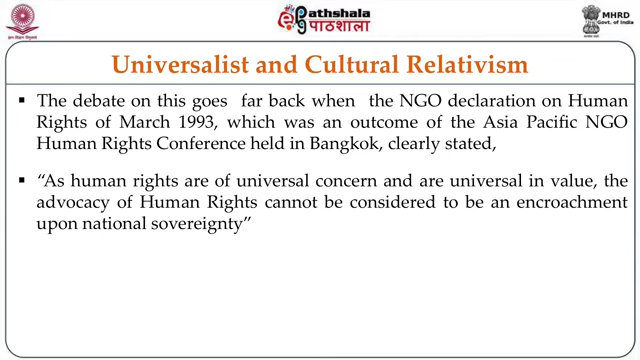 ePathshala
पाठशाला
MHRD
Govt. of India
Universalist and Cultural Relativism
▪ The debate on this goes far back when the NGO declaration on Human
Rights of March 1993, which was an outcome of the Asia Pacific NGO
Human Rights Conference held in Bangkok, clearly stated,
▪ “As human rights are of universal concern and are universal in value, the
advocacy of Human Rights cannot be considered to be an encroachment
upon national sovereignty”